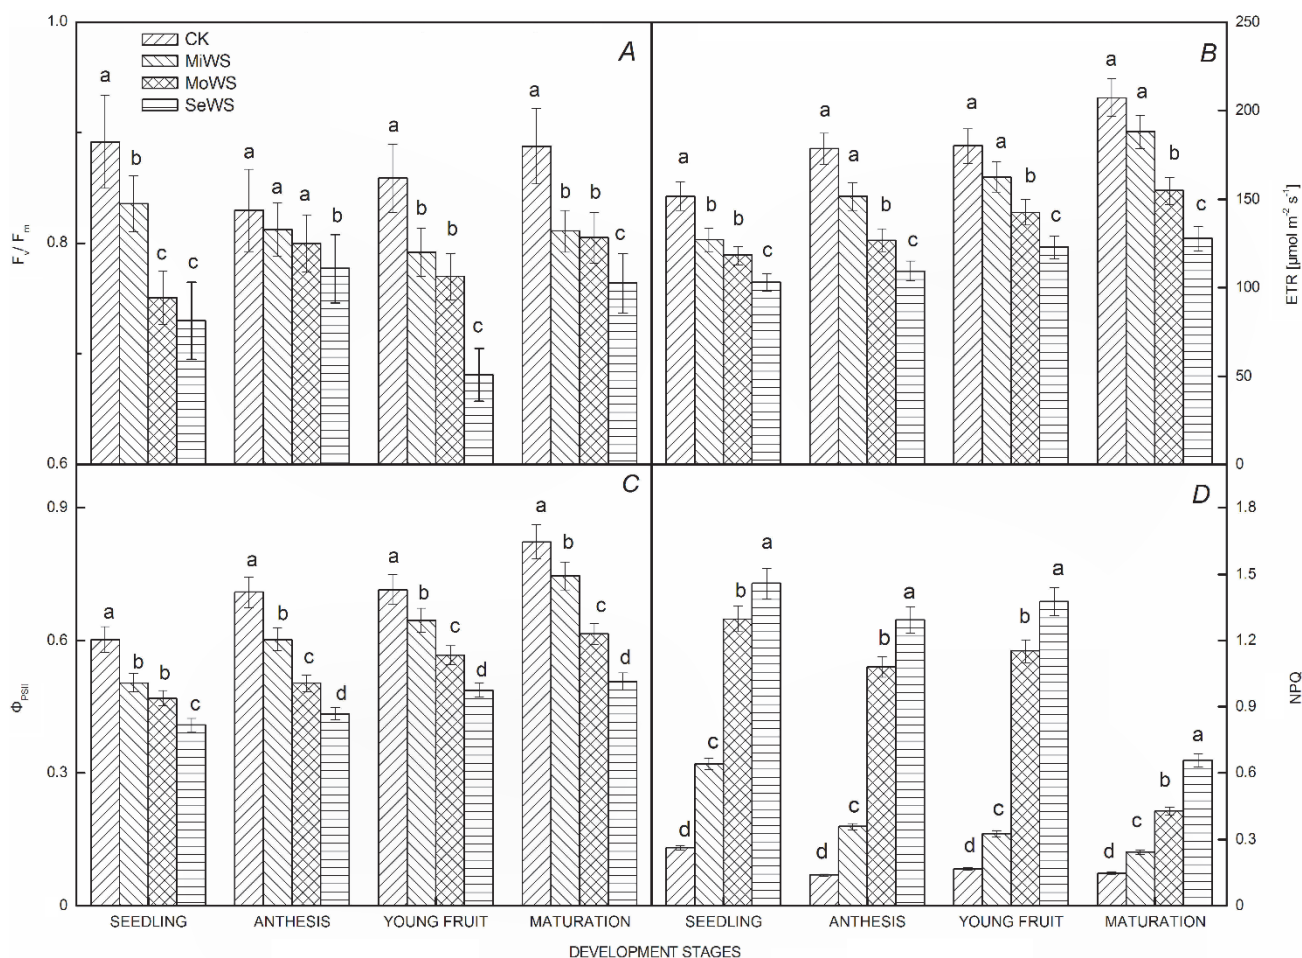 1.0
0.8
0.6
Fv/ Fm
CK
MiWS
MoWS
SeWS
A
a
b
c
c
a
a
a
b
a
b
b
c
a
b
b
c
B
a
b
b
c
a
a
b
c
a
a
b
c
a
a
b
c
250
200
150
100
50
0
ETR [µmol m-2 s-1]
0.9
0.6
0.3
0
ΦPSII
C
a
b
b
c
a
b
c
d
a
b
c
d
a
b
c
d
D
d
c
b
a
d
c
b
a
d
c
b
a
d
c
b
a
1.8
1.5
1.2
0.9
0.6
0.3
0
NPQ
SEEDLING ANTHESIS YOUNG FRUIT MATURATION SEEDLING ANTHESIS YOUNG FRUIT MATURATION
DEVELOPMENT STAGES